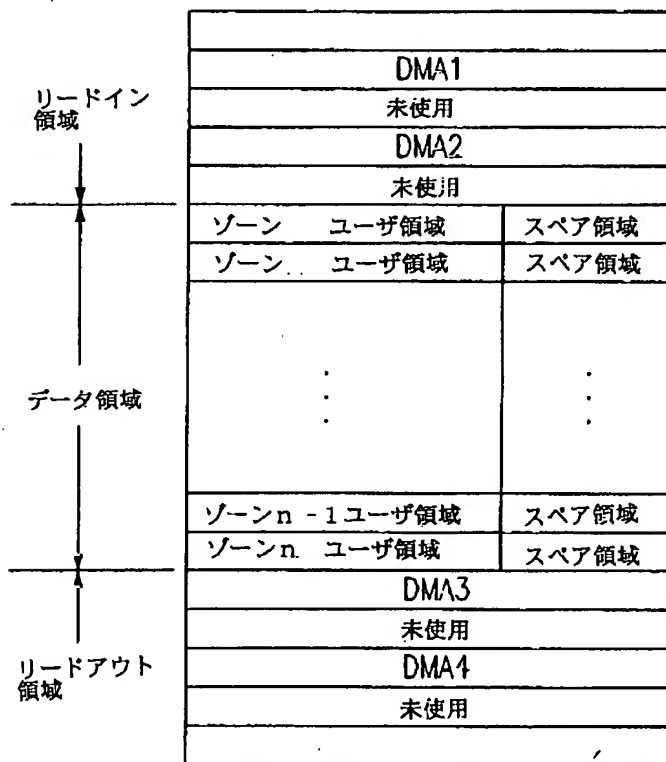 DMA1
リードイン
領域
未使用
DMA2
未使用
ゾーン ユーザ領域 スペア領域
ゾーン ユーザ領域 スペア領域
データ領域
ゾーンn -1ユーザ領域 スペア領域
ゾーンn ユーザ領域 スペア領域
DMA3
未使用
リードアウト
領域
DMA4
未使用